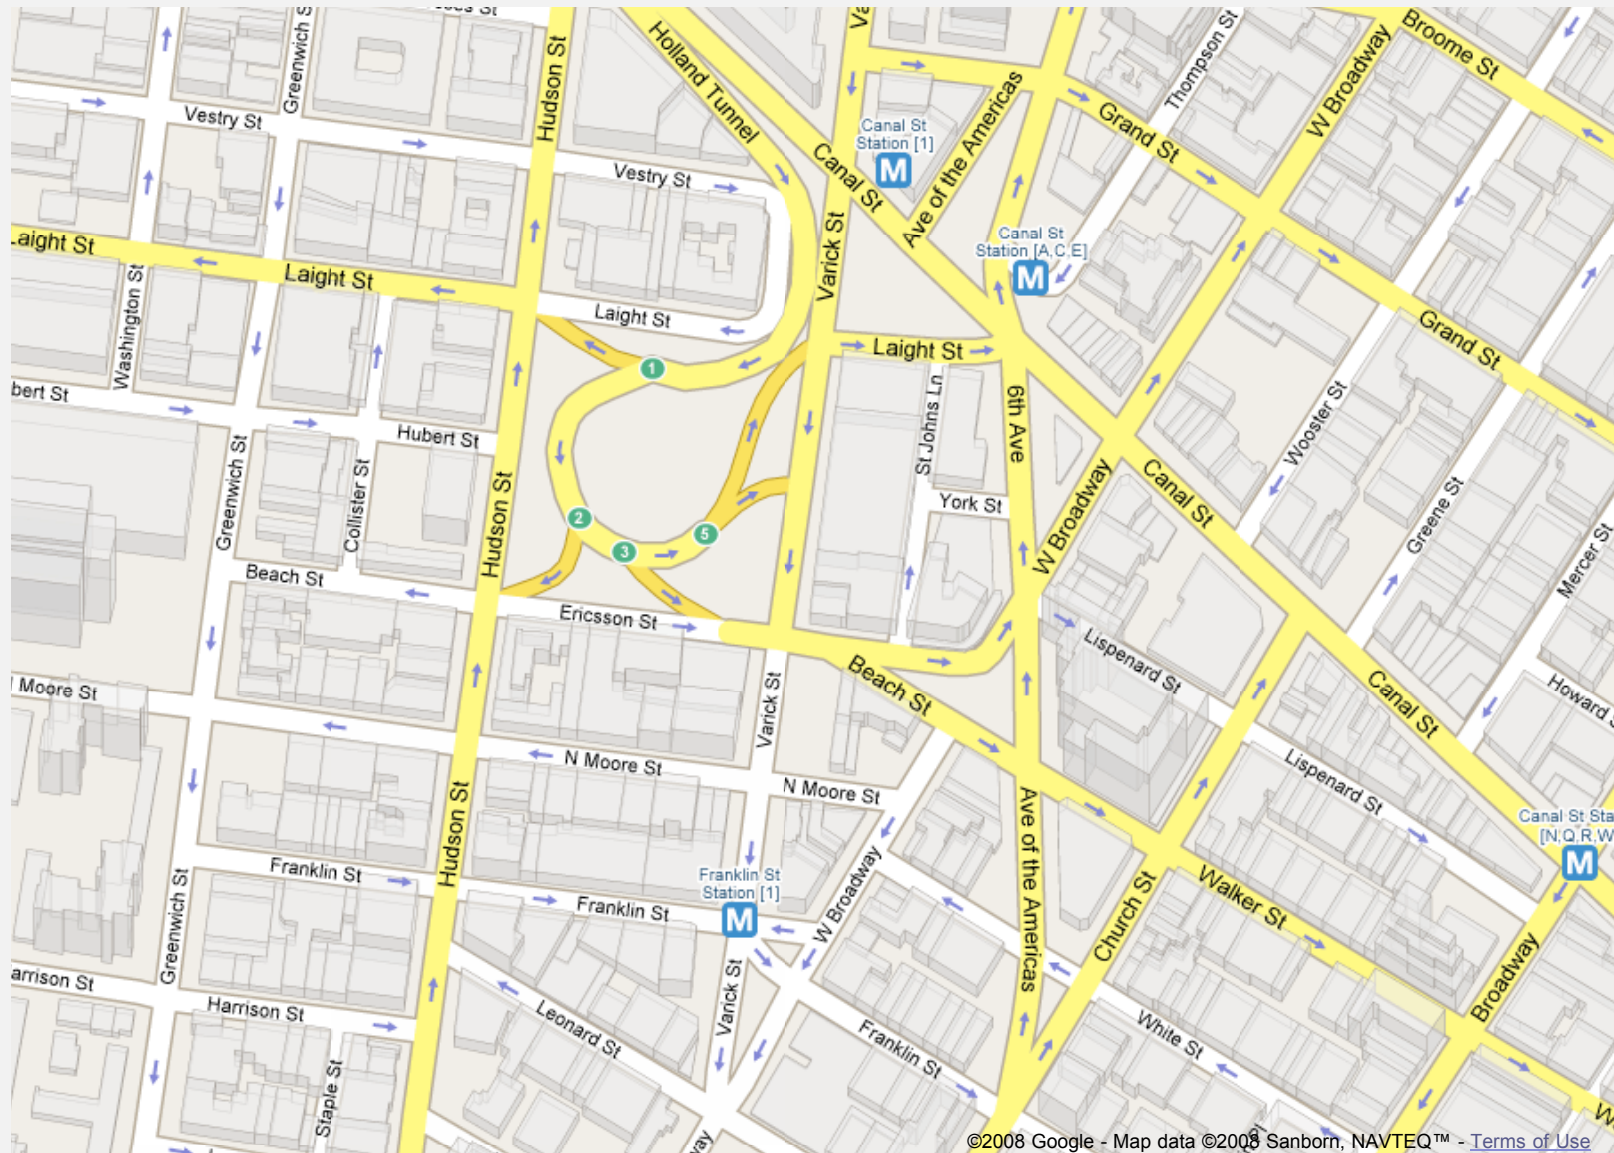 Greenwich S
Hudson St
Holland Tunnel
Va
Thompson St
W Broadway
Broome St
Vestry St
Vestry St
Canal St
Station [1]
M
Canal St
Ave of the Americas
Grand St
Laight St
Laight St
Varick St
Canal St
Station [A,C,E]
M
Washington St
Laight St
Laight St
Grand St
1
bert St
Hubert St
St Johns Ln
6th Ave
Wooster St
Greenwich St
Collister St
Hudson St
York St
W Broadway
Canal St
Greene St
Mercer St
2
3
5
Beach St
Ericsson St
Lispenard St
Moore St
Varick St
Beach St
Canal St
Howard
N Moore St
N Moore St
Lispenard St
Hudson St
Ave of the Americas
Canal St Sta
[N,Q,R,W
M
Franklin St
Franklin St
Franklin St
Station [1]
M
W Broadway
Church St
Walker St
Greenwich St
Broadway
arrison St
Harrison St
Leonard St
Varick St
Franklin St
White St
Staple St
way
W
©2008 Google - Map data ©2008 Sanborn, NAVTEQ™ - Terms of Use